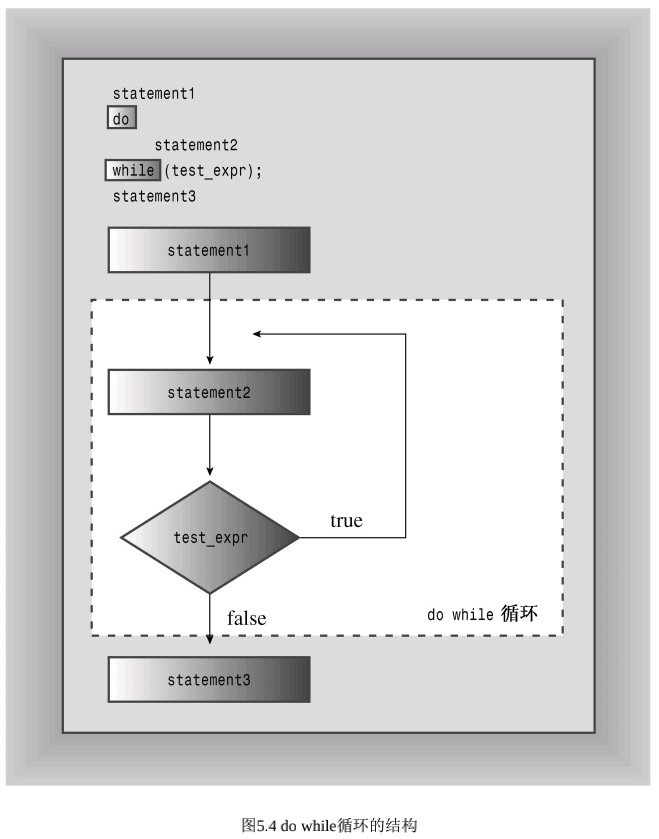 statement1
do
statement2
while (test_expr);
statement3
statement1
statement2
test_expr
true
false
do while 循环
statement3
图5.4 do while循环的结构